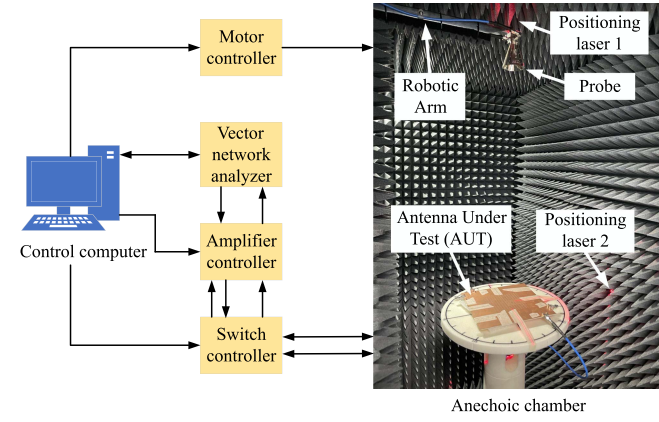 Motor
controller
Positioning
laser 1
Robotic
Arm
Probe
Vector
network
analyzer
Antenna Under
Test (AUT)
Positioning
laser 2
Control computer
Amplifier
controller
Switch
controller
Anechoic chamber